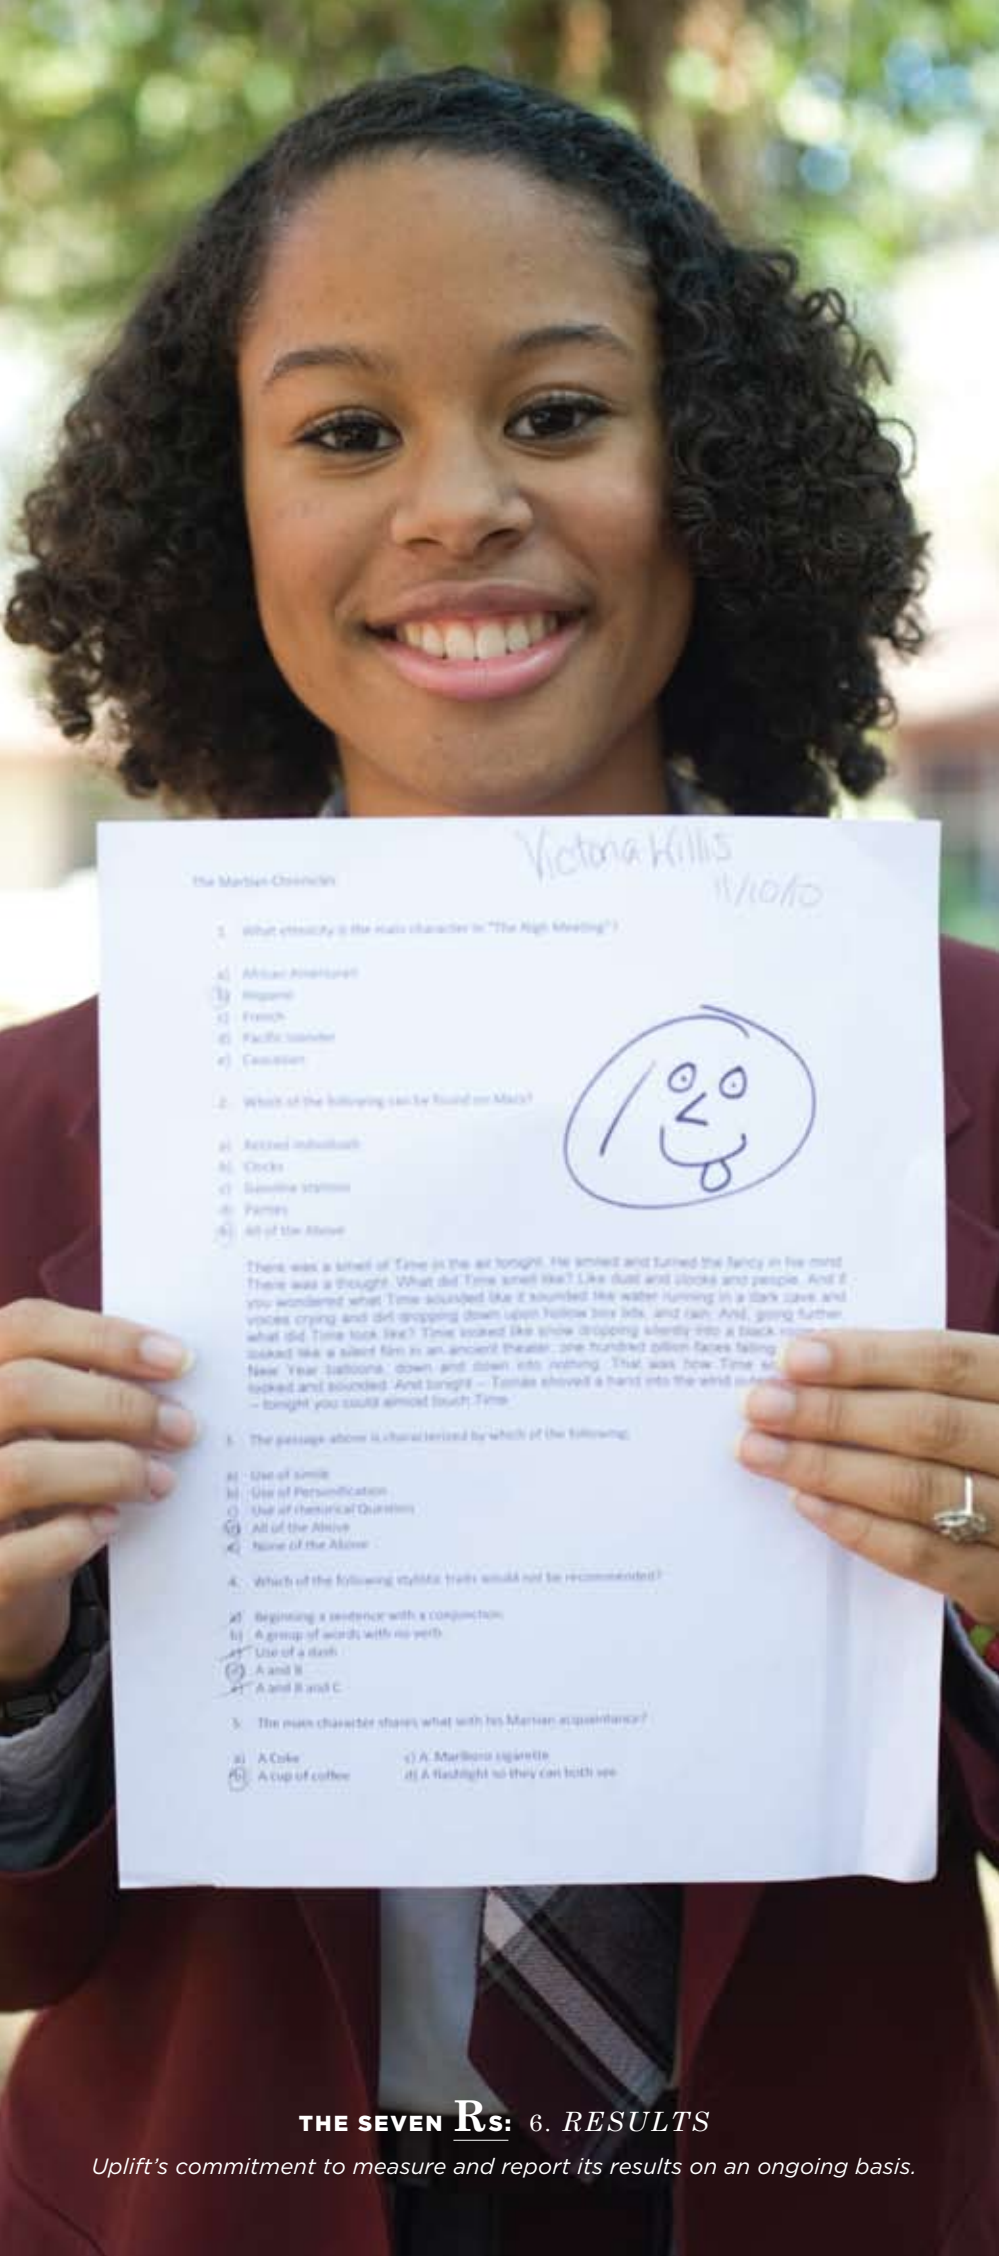 Victoria Willis
The Martian Chronicles
11/10/10
1. What ethnicity is the main character in "The Nigh Meeting"?
a) African American
b) Hispanic
c) French
d) Pacific Islander
e) Caucasian
2. Which of the following can be found on Mars?
a) Retired individuals
b) Clocks
c) Gasoline stations
d) Parties
e) All of the Above
There was a smell of Time in the air tonight. He smiled and turned the fancy in his mind
There was a thought. What did Time smell like? Like dust and clocks and people. And if
you wondered what Time sounded like it sounded like water running in a dark cave and
voices crying and dirt dropping down upon hollow box lids, and rain. And, going further
what did Time look like? Time looked like snow dropping silently into a black
looked like a silent film in an ancient theater, one hundred billion faces falling
New Year balloons, down and down into nothing. That was how Time
looked and sounded. And tonight – Tomas shoved a hand into the wind
– tonight you could almost touch Time
3. The passage above is characterized by which of the following:
a) Use of simile
b) Use of Personification
c) Use of rhetorical Question
d) All of the Above
e) None of the Above
4. Which of the following stylistic traits would not be recommended?
a) Beginning a sentence with a conjunction
b) A group of words with no verb
c) Use of a dash
d) A and B
e) A and B and C
5. The main character shares what with his Martian acquaintance?
a) A Coke c) A Marlboro cigarette
b) A cup of coffee d) A flashlight so they can both see
THE SEVEN Rs: 6. RESULTS
Uplift's commitment to measure and report its results on an ongoing basis.